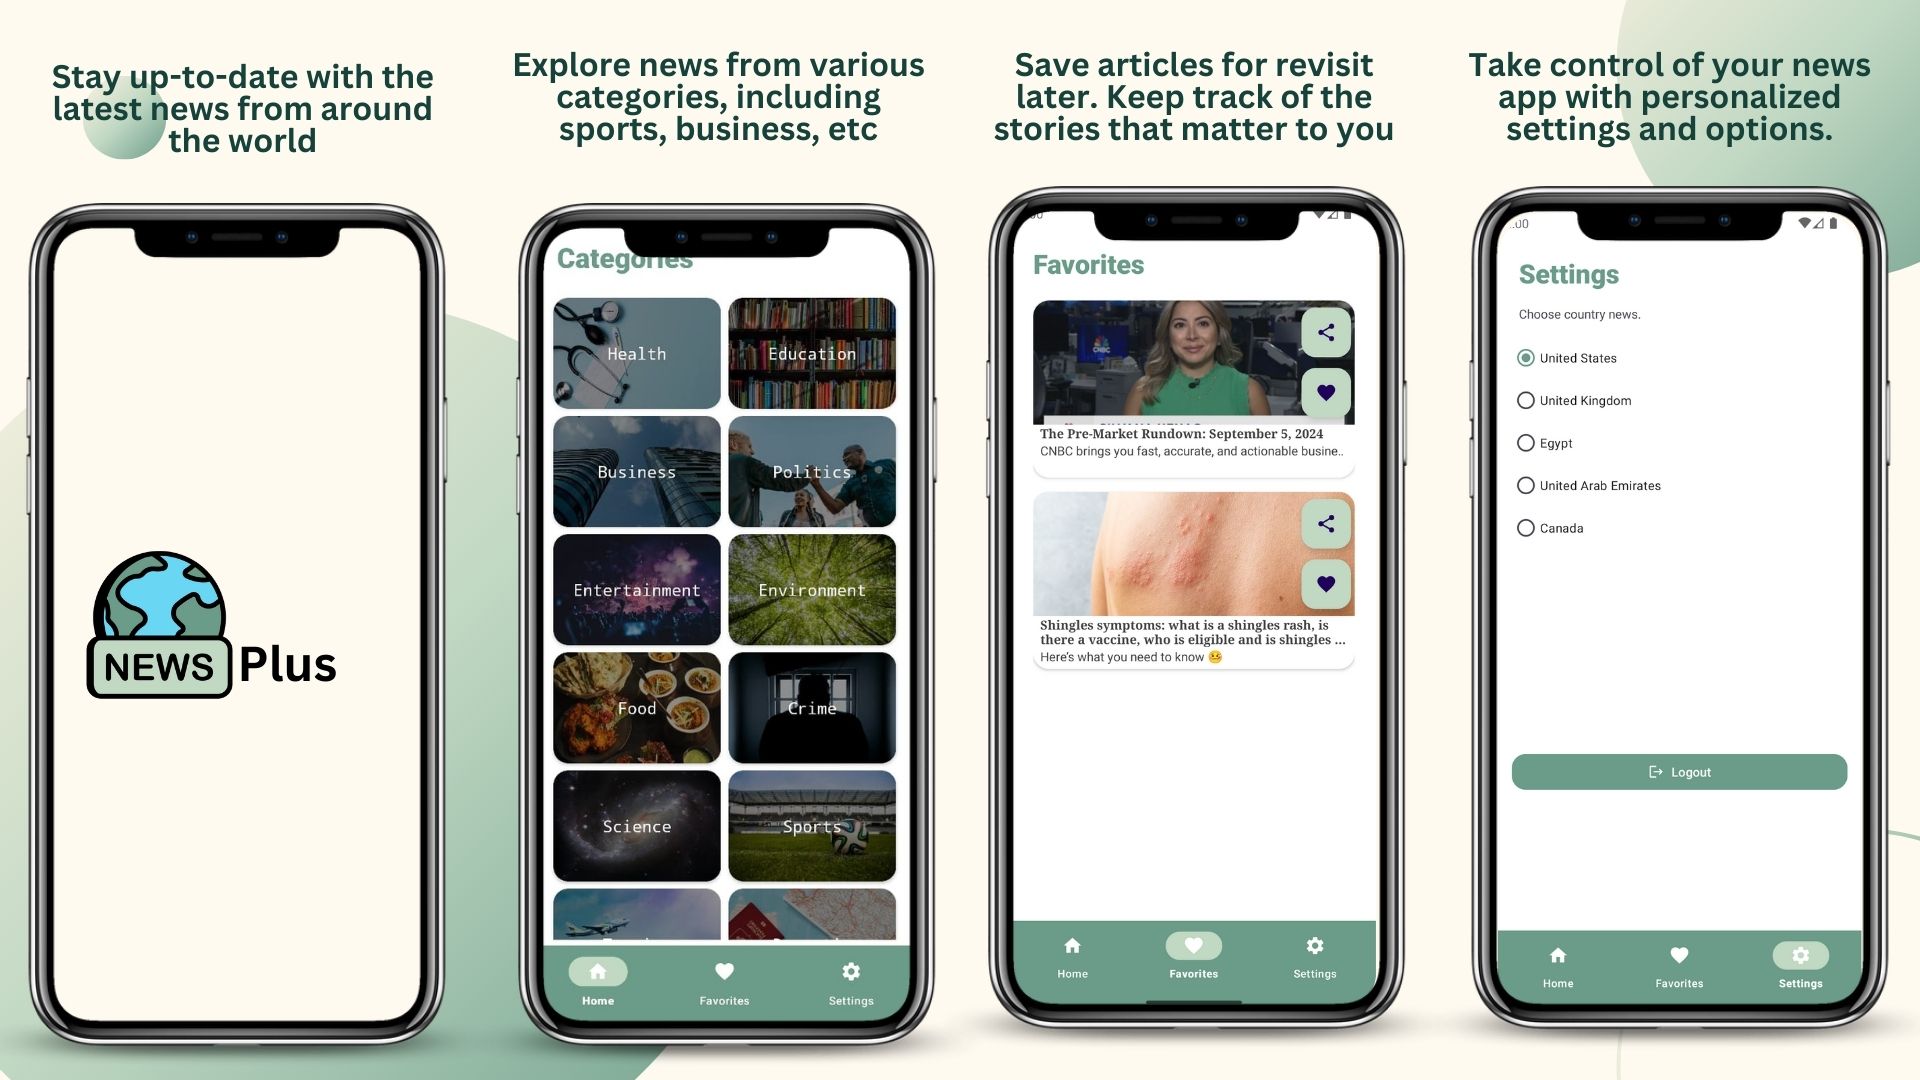 Stay up-to-date with the
latest news from around
the world
NEWS
Plus
Explore news from various
categories, including
sports, business, etc
Categories
Health
Education
Business
Politics
Entertainment
Environment
Food
Crime
Science
Sports
Home
Favorites
Settings
Save articles for revisit
later. Keep track of the
stories that matter to you
Favorites
CNBC
The Pre-Market Rundown: September 5, 2024
CNBC brings you fast, accurate, and actionable busine..
Shingles symptoms: what is a shingles rash, is
there a vaccine, who is eligible and is shingles ...
Here's what you need to know 🤒
Home
Favorites
Settings
Take control of your news
app with personalized
settings and options.
:00
Settings
Choose country news.
United States
United Kingdom
Egypt
United Arab Emirates
Canada
Logout
Home
Favorites
Settings